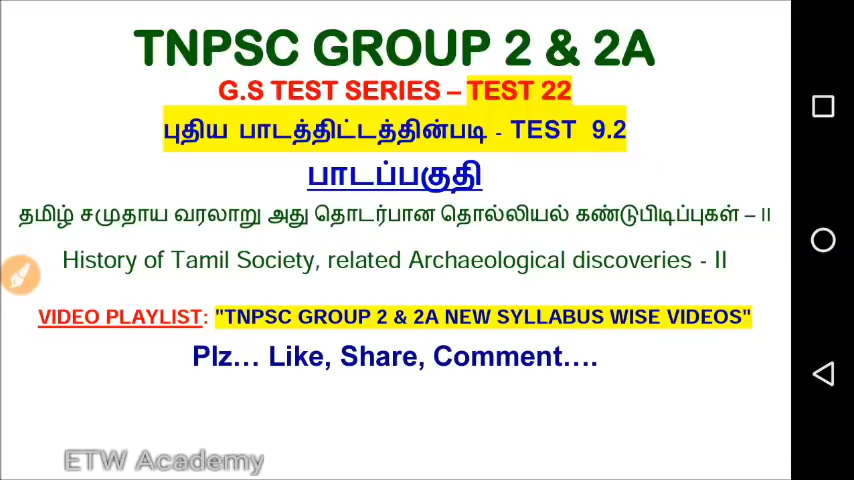 TNPSC GROUP 2 & 2A
G.S TEST SERIES – TEST 22
புதிய பாடத்திட்டத்தின்படி - TEST 9.2
பாடப்பகுதி
தமிழ் சமுதாய வரலாறு அது தொடர்பான தொல்லியல் கண்டுபிடிப்புகள் – II
History of Tamil Society, related Archaeological discoveries - II
VIDEO PLAYLIST: "TNPSC GROUP 2 & 2A NEW SYLLABUS WISE VIDEOS"
Plz... Like, Share, Comment....
ETW Academy